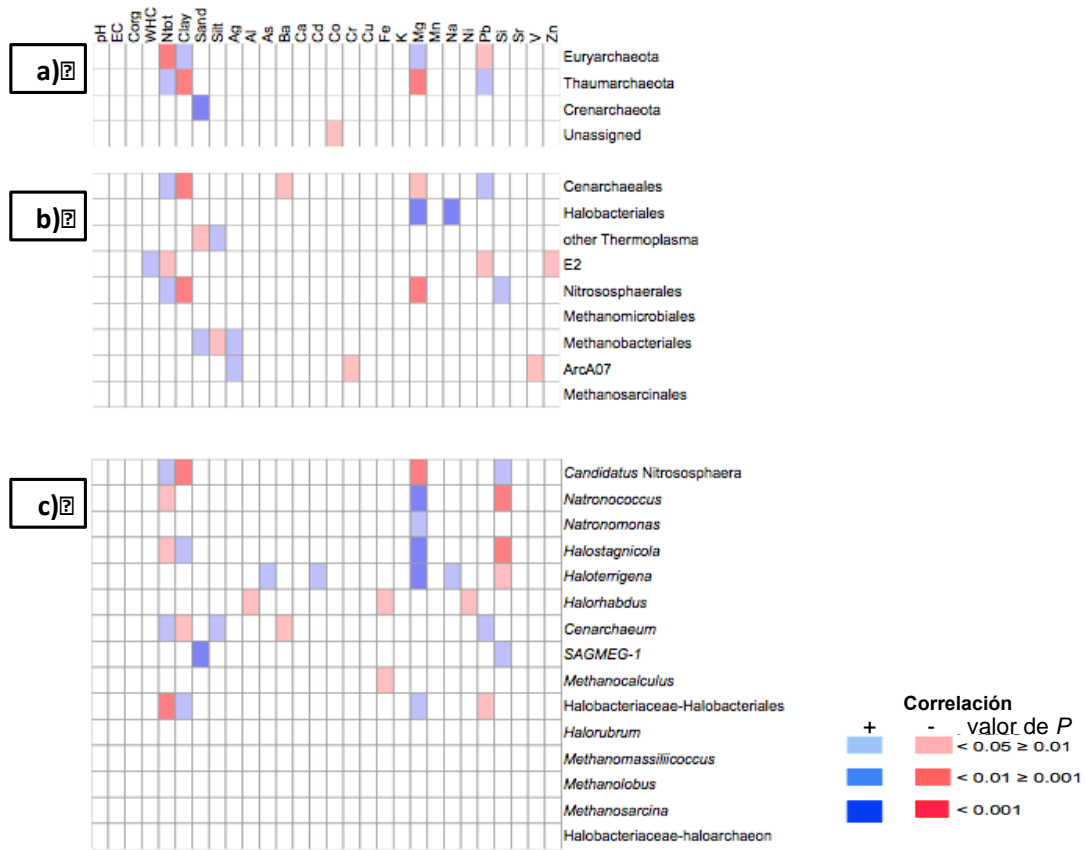 pH EC Corg WHC Ntot Clay Sand Silt Ag Al As Ba Ca Cd Co Cr Cu Fe K Mg Mn Na Ni Pb Si Sr V Zn
a)⍰
Euryarchaeota
Thaumarchaeota
Crenarchaeota
Unassigned
b)⍰
Cenarchaeales
Halobacteriales
other Thermoplasma
E2
Nitrososphaerales
Methanomicrobiales
Methanobacteriales
ArcA07
Methanosarcinales
c)⍰
Candidatus Nitrososphaera
Natronococcus
Natronomonas
Halostagnicola
Haloterrigena
Halorhabdus
Cenarchaeum
SAGMEG-1
Methanocalculus
Halobacteriaceae-Halobacteriales
Halorubrum
Methanomassiliicoccus
Methanolobus
Methanosarcina
Halobacteriaceae-haloarchaeon
Correlación
+ - valor de P
< 0.05 ≥ 0.01
< 0.01 ≥ 0.001
< 0.001